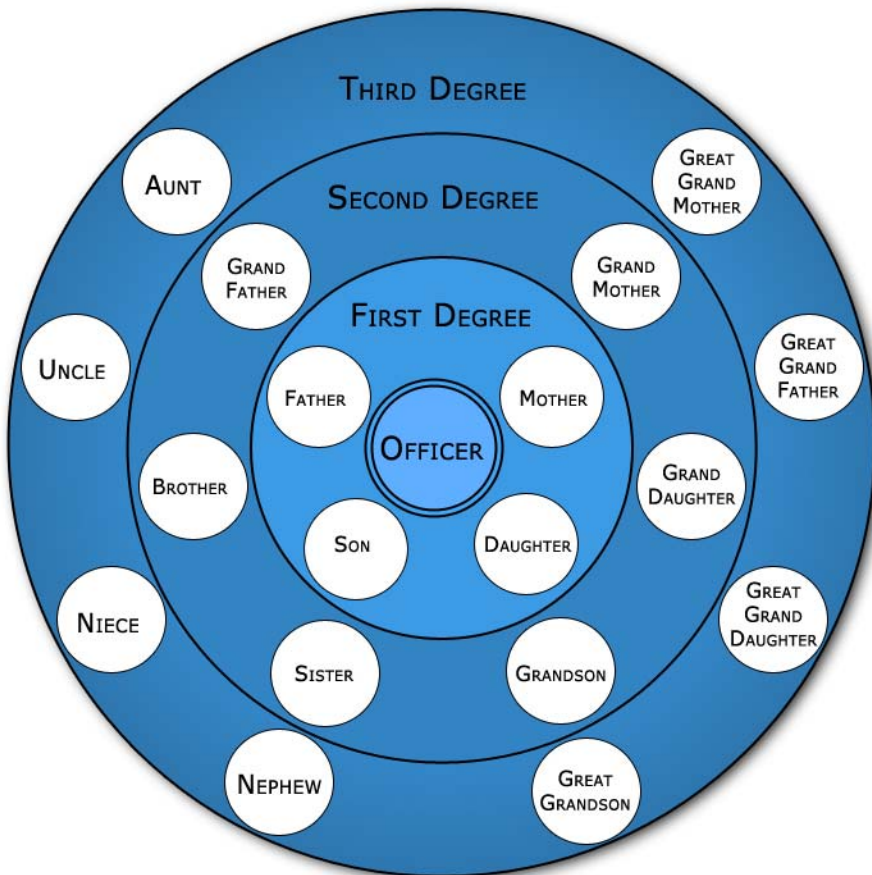 THIRD DEGREE
AUNT
GREAT
GRAND
MOTHER
SECOND DEGREE
GRAND
FATHER
GRAND
MOTHER
FIRST DEGREE
UNCLE
GREAT
GRAND
FATHER
FATHER
MOTHER
OFFICER
BROTHER
GRAND
DAUGHTER
SON
DAUGHTER
NIECE
GREAT
GRAND
DAUGHTER
SISTER
GRANDSON
NEPHEW
GREAT
GRANDSON